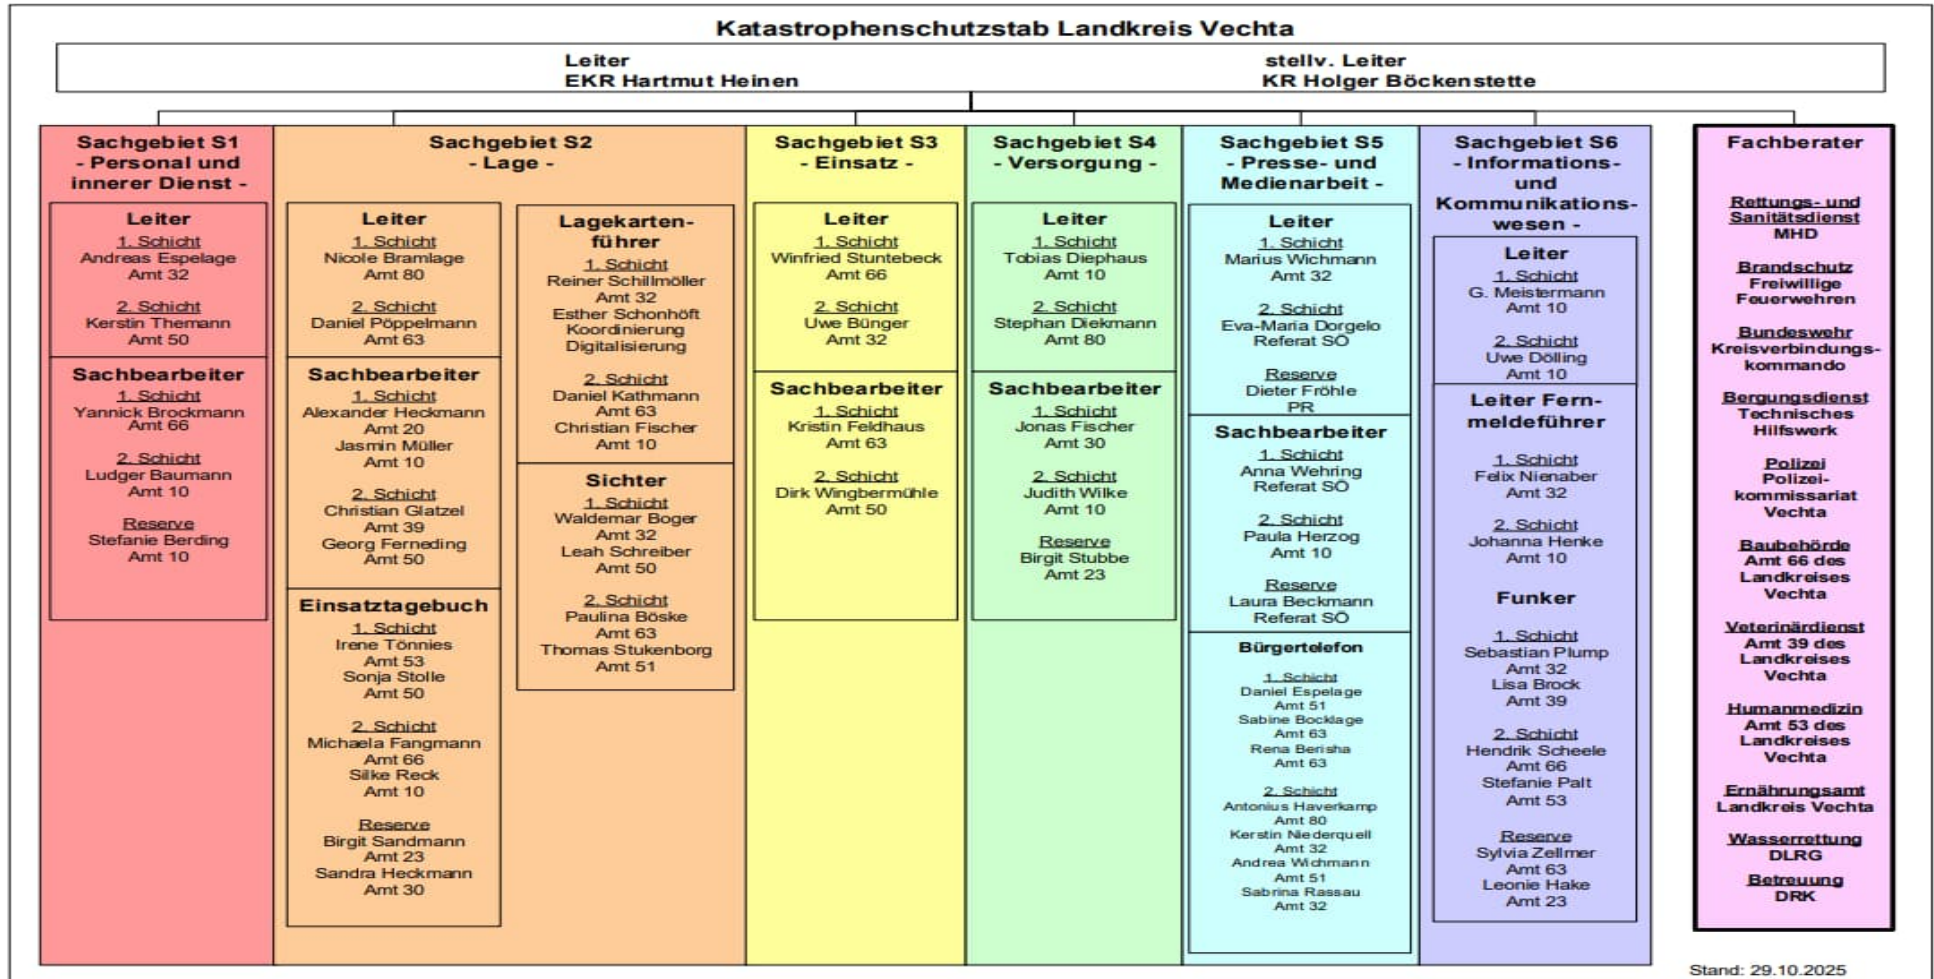 Katastrophenschutzstab Landkreis Vechta
Leiter
EKR Hartmut Heinen
stellv. Leiter
KR Holger Böckenstette
Sachgebiet S1
- Personal und
innerer Dienst -
Leiter
1. Schicht
Andreas Espelage
Amt 32
2. Schicht
Kerstin Themann
Amt 50
Sachbearbeiter
1. Schicht
Yannick Brockmann
Amt 66
2. Schicht
Ludger Baumann
Amt 10
Reserve
Stefanie Berding
Amt 10
Sachgebiet S2
- Lage -
Leiter
1. Schicht
Nicole Bramlage
Amt 80
2. Schicht
Daniel Pöppelmann
Amt 63
Sachbearbeiter
1. Schicht
Alexander Heckmann
Amt 20
Jasmin Müller
Amt 10
2. Schicht
Christian Glatzel
Amt 39
Georg Ferneding
Amt 50
Einsatztagebuch
1. Schicht
Irene Tönnies
Amt 53
Sonja Stolle
Amt 50
2. Schicht
Michaela Fangmann
Amt 66
Silke Reck
Amt 10
Reserve
Birgit Sandmann
Amt 23
Sandra Heckmann
Amt 30
Lagekarten-
führer
1. Schicht
Reiner Schillmöller
Amt 32
Esther Schonhöft
Koordinierung
Digitalisierung
2. Schicht
Daniel Kathmann
Amt 63
Christian Fischer
Amt 10
Sichter
1. Schicht
Waldemar Boger
Amt 32
Leah Schreiber
Amt 50
2. Schicht
Paulina Böske
Amt 63
Thomas Stukenborg
Amt 51
Sachgebiet S3
- Einsatz -
Leiter
1. Schicht
Winfried Stuntebeck
Amt 66
2. Schicht
Uwe Bünger
Amt 32
Sachbearbeiter
1. Schicht
Kristin Feldhaus
Amt 63
2. Schicht
Dirk Wingbermühle
Amt 50
Sachgebiet S4
- Versorgung -
Leiter
1. Schicht
Tobias Diephaus
Amt 10
2. Schicht
Stephan Diekmann
Amt 80
Sachbearbeiter
1. Schicht
Jonas Fischer
Amt 30
2. Schicht
Judith Wilke
Amt 10
Reserve
Birgit Stubbe
Amt 23
Sachgebiet S5
- Presse- und
Medienarbeit -
Leiter
1. Schicht
Marius Wichmann
Amt 32
2. Schicht
Eva-Maria Dorgelo
Referat SÖ
Reserve
Dieter Fröhle
PR
Sachbearbeiter
1. Schicht
Anna Wehring
Referat SÖ
2. Schicht
Paula Herzog
Amt 10
Reserve
Laura Beckmann
Referat SÖ
Bürgertelefon
1. Schicht
Daniel Espelage
Amt 51
Sabine Bocklage
Amt 63
Rena Berisha
Amt 63
2. Schicht
Antonius Haverkamp
Amt 80
Kerstin Niederquell
Amt 32
Andrea Wichmann
Amt 51
Sabrina Rassau
Amt 32
Sachgebiet S6
- Informations-
und
Kommunikations-
wesen -
Leiter
1. Schicht
G. Meistermann
Amt 10
2. Schicht
Uwe Dölling
Amt 10
Leiter Fern-
meldeführer
1. Schicht
Felix Nienaber
Amt 32
2. Schicht
Johanna Henke
Amt 10
Funker
1. Schicht
Sebastian Plump
Amt 32
Lisa Brock
Amt 39
2. Schicht
Hendrik Scheele
Amt 66
Stefanie Palt
Amt 53
Reserve
Sylvia Zellmer
Amt 63
Leonie Hake
Amt 23
Fachberater
Rettungs- und
Sanitätsdienst
MHD
Brandschutz
Freiwillige
Feuerwehren
Bundeswehr
Kreisverbindungs-
kommando
Bergungsdienst
Technisches
Hilfswerk
Polizei
Polizei-
kommissariat
Vechta
Baubehörde
Amt 66 des
Landkreises
Vechta
Veterinärdienst
Amt 39 des
Landkreises
Vechta
Humanmedizin
Amt 53 des
Landkreises
Vechta
Ernährungsamt
Landkreis Vechta
Wasserrettung
DLRG
Betreuung
DRK
Stand: 29.10.2025